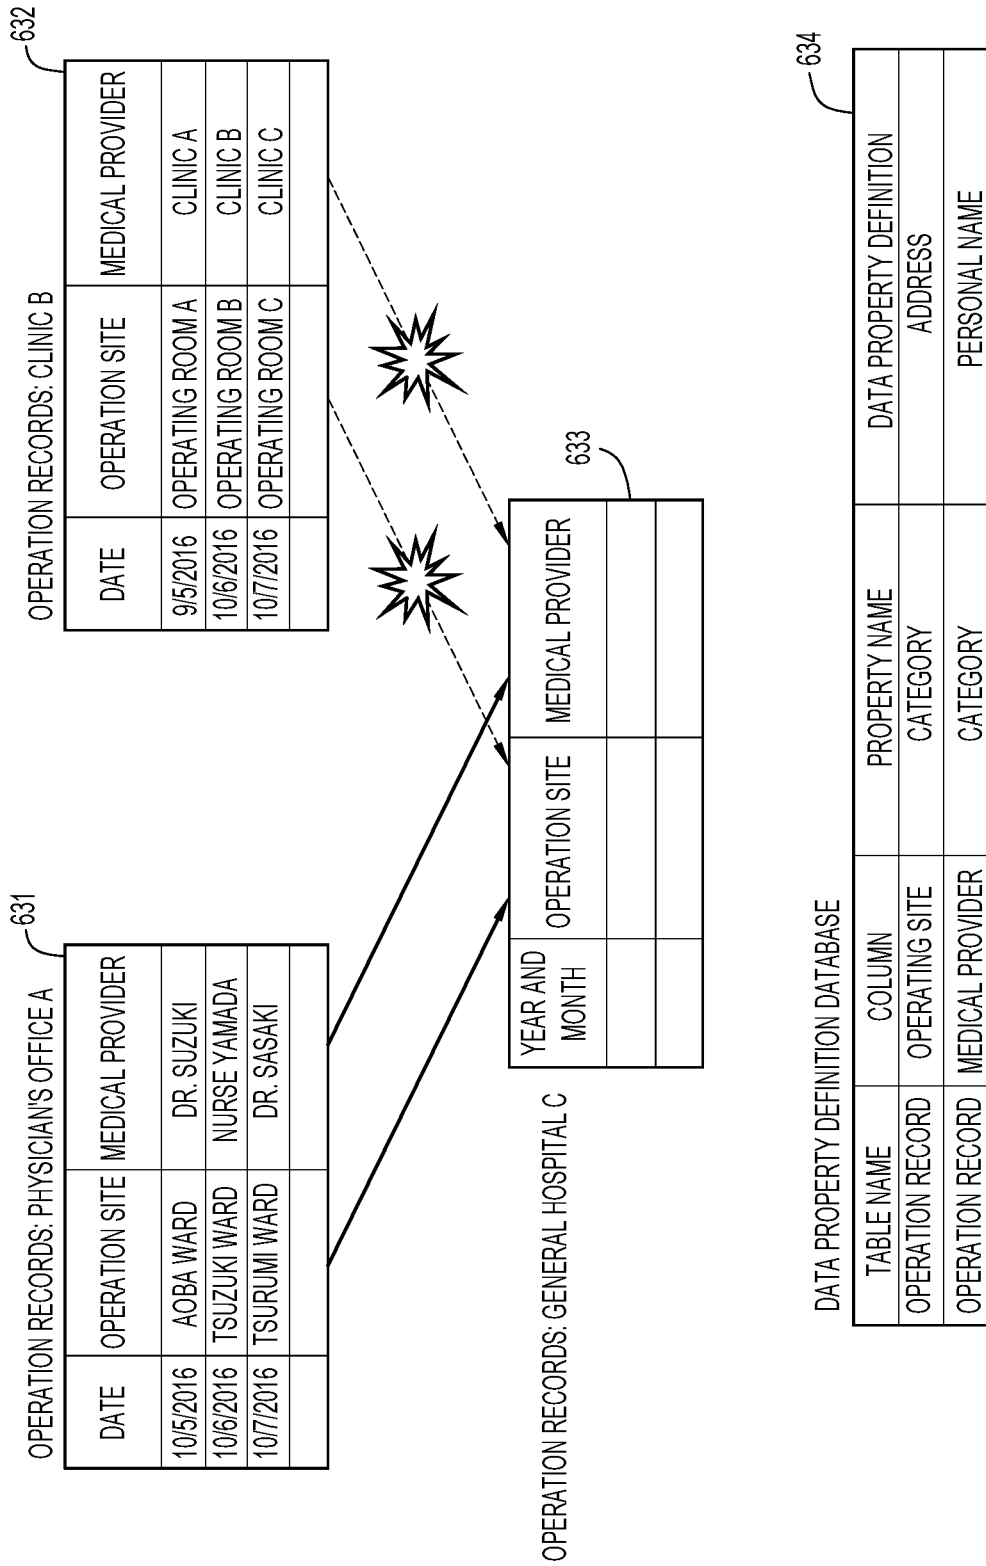 OPERATION RECORDS: PHYSICIAN'S OFFICE A
631
DATE OPERATION SITE MEDICAL PROVIDER
10/5/2016 AOBA WARD DR. SUZUKI
10/6/2016 TSUZUKI WARD NURSE YAMADA
10/7/2016 TSURUMI WARD DR. SASAKI
OPERATION RECORDS: CLINIC B
632
DATE OPERATION SITE MEDICAL PROVIDER
9/5/2016 OPERATING ROOM A CLINIC A
10/6/2016 OPERATING ROOM B CLINIC B
10/7/2016 OPERATING ROOM C CLINIC C
OPERATION RECORDS: GENERAL HOSPITAL C
633
YEAR AND
MONTH OPERATION SITE MEDICAL PROVIDER
DATA PROPERTY DEFINITION DATABASE
634
TABLE NAME COLUMN PROPERTY NAME DATA PROPERTY DEFINITION
OPERATION RECORD OPERATING SITE CATEGORY ADDRESS
OPERATION RECORD MEDICAL PROVIDER CATEGORY PERSONAL NAME